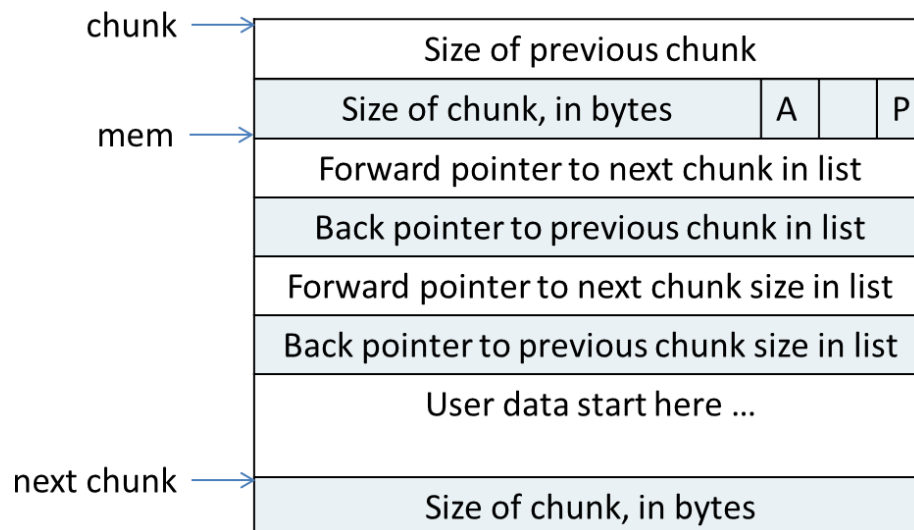 chunk
Size of previous chunk
Size of chunk, in bytes A P
mem
Forward pointer to next chunk in list
Back pointer to previous chunk in list
Forward pointer to next chunk size in list
Back pointer to previous chunk size in list
User data start here …
next chunk
Size of chunk, in bytes